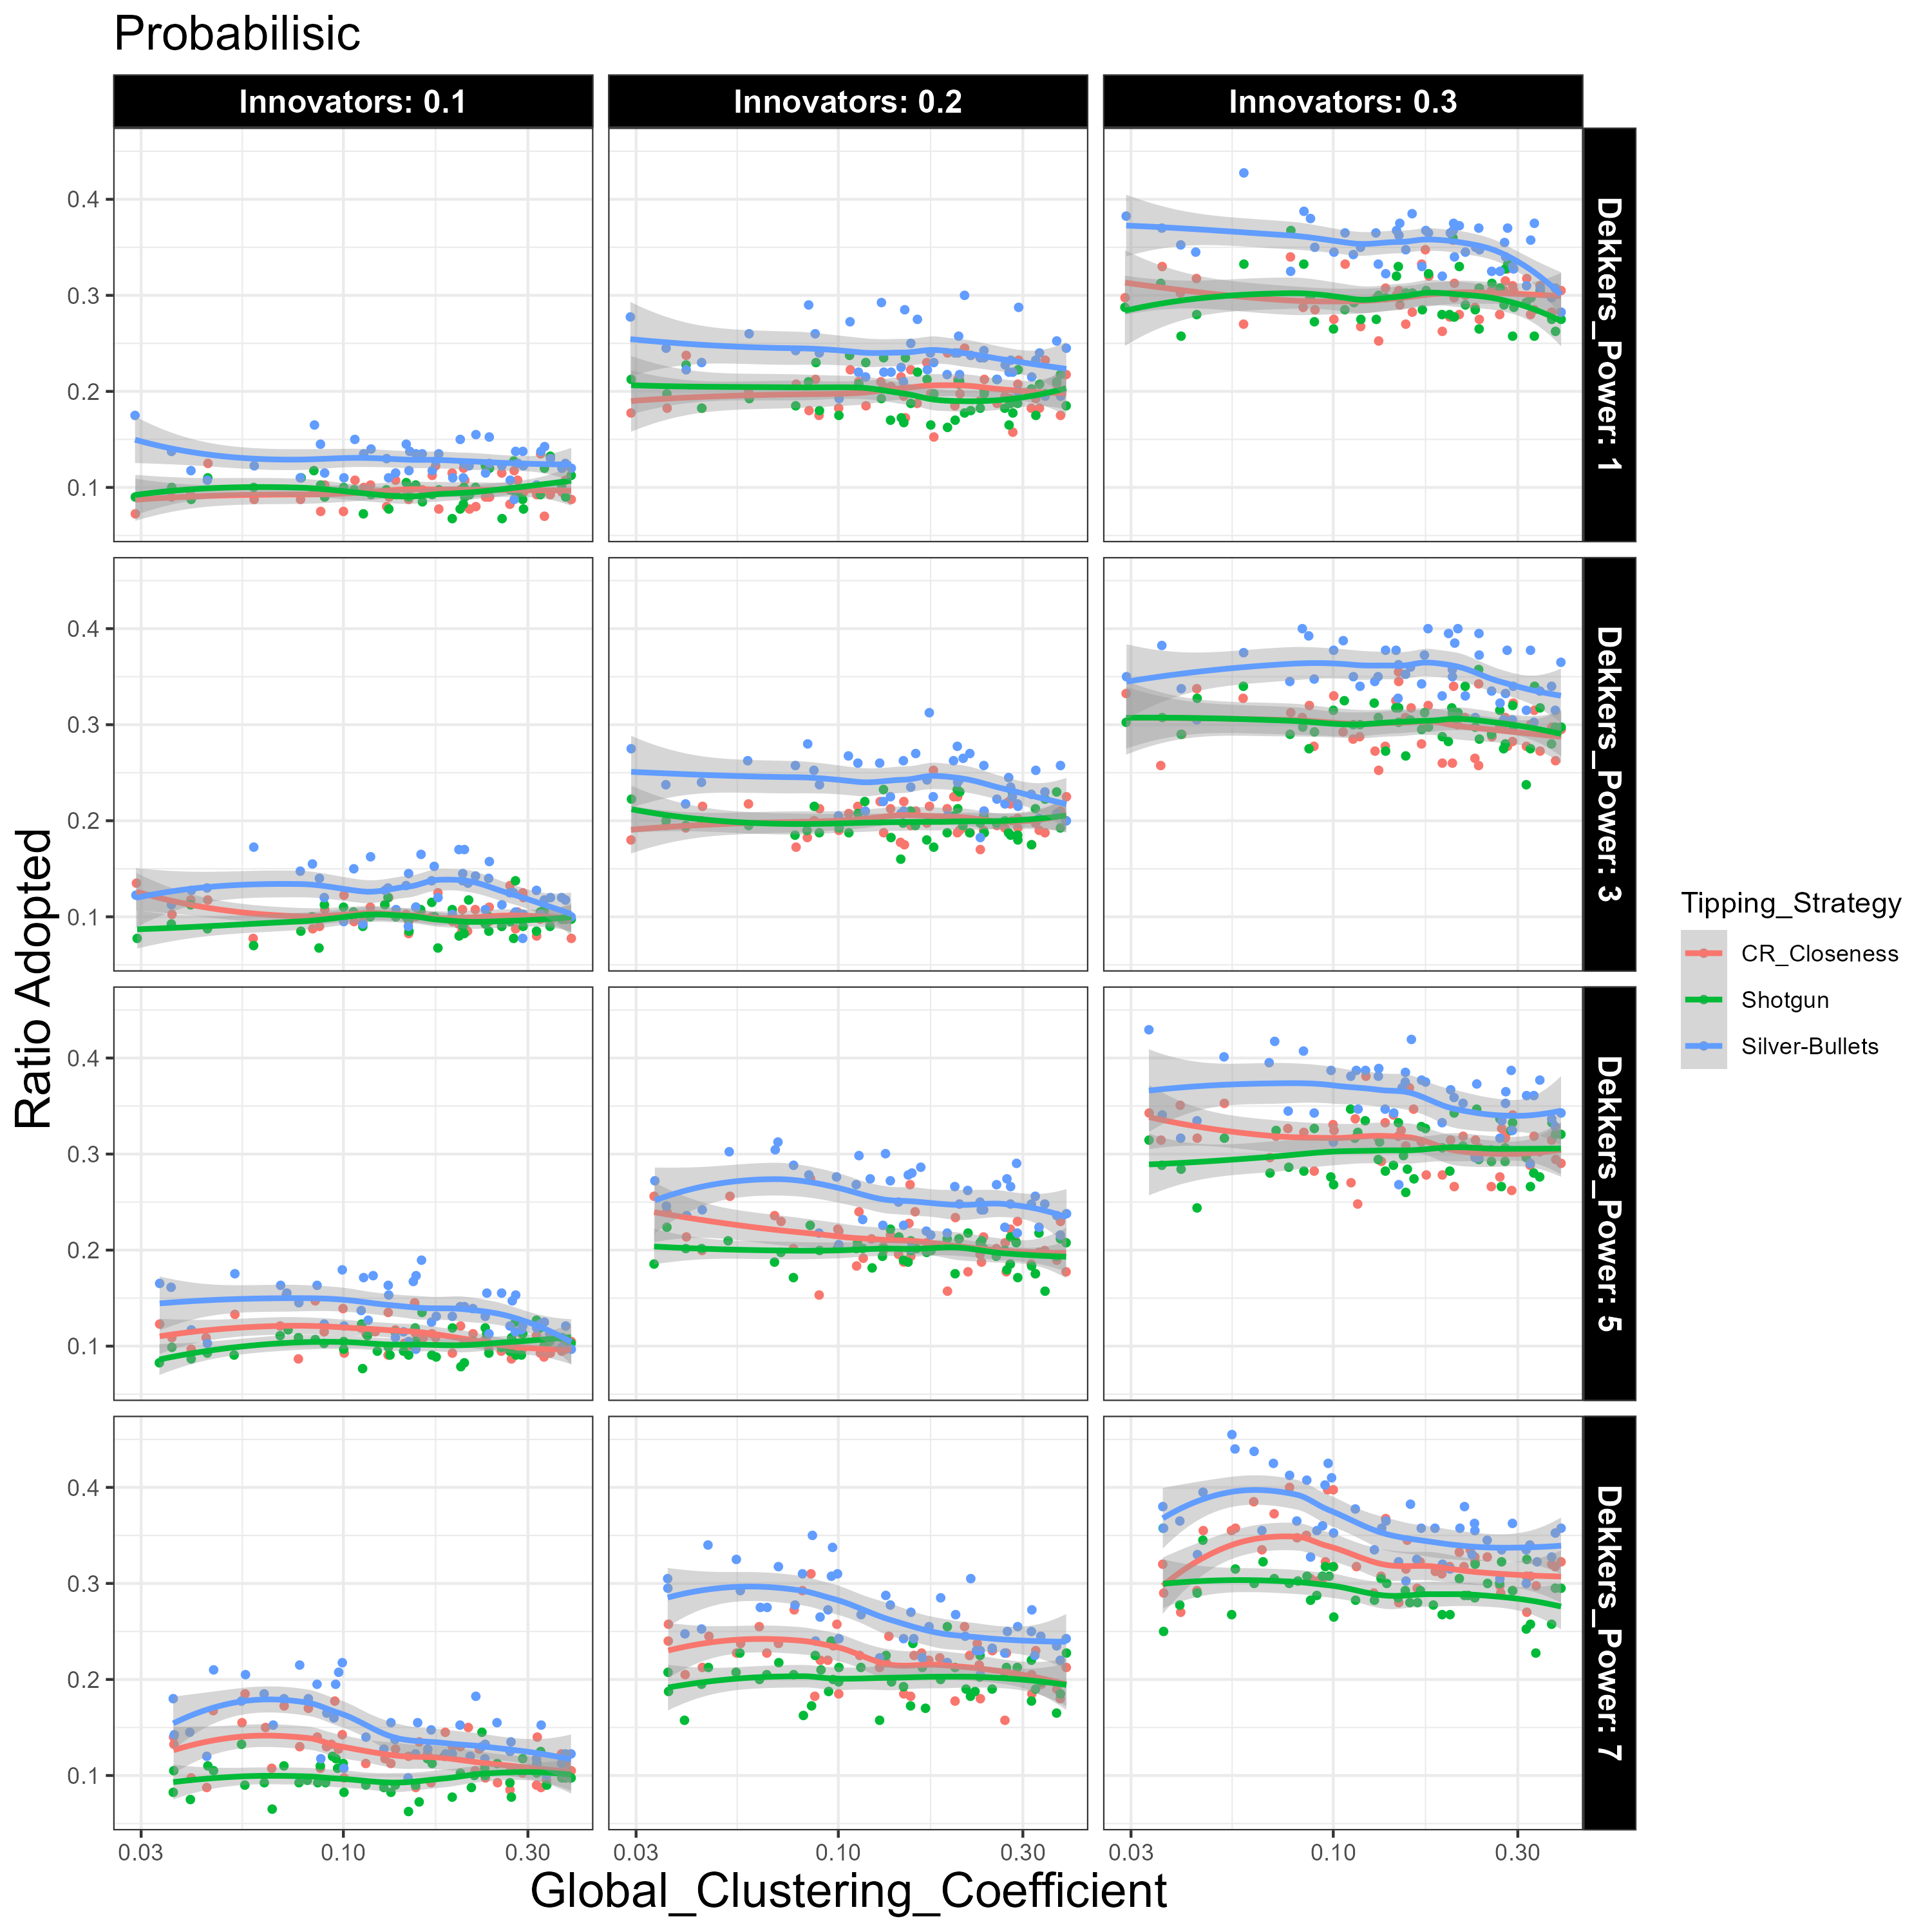 Probabilisic
Innovators: 0.1
Innovators: 0.2
Innovators: 0.3
Dekkers_Power: 1
0.4
0.3
0.2
0.1
Dekkers_Power: 3
0.4
0.3
0.2
0.1
Dekkers_Power: 5
0.4
0.3
0.2
0.1
Dekkers_Power: 7
0.4
0.3
0.2
0.1
Ratio Adopted
0.03 0.10 0.30
0.03 0.10 0.30
0.03 0.10 0.30
Global_Clustering_Coefficient
Tipping_Strategy
CR_Closeness
Shotgun
Silver-Bullets